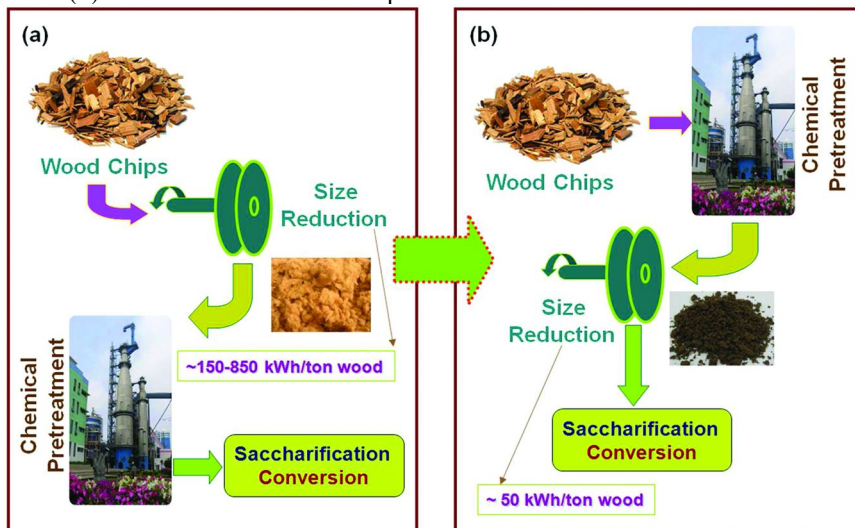 (a)
Wood Chips
Size
Reduction
~150-850 kWh/ton wood
Chemical
Pretreatment
Saccharification
Conversion
(b)
Wood Chips
Chemical
Pretreatment
Size
Reduction
Saccharification
Conversion
~ 50 kWh/ton wood